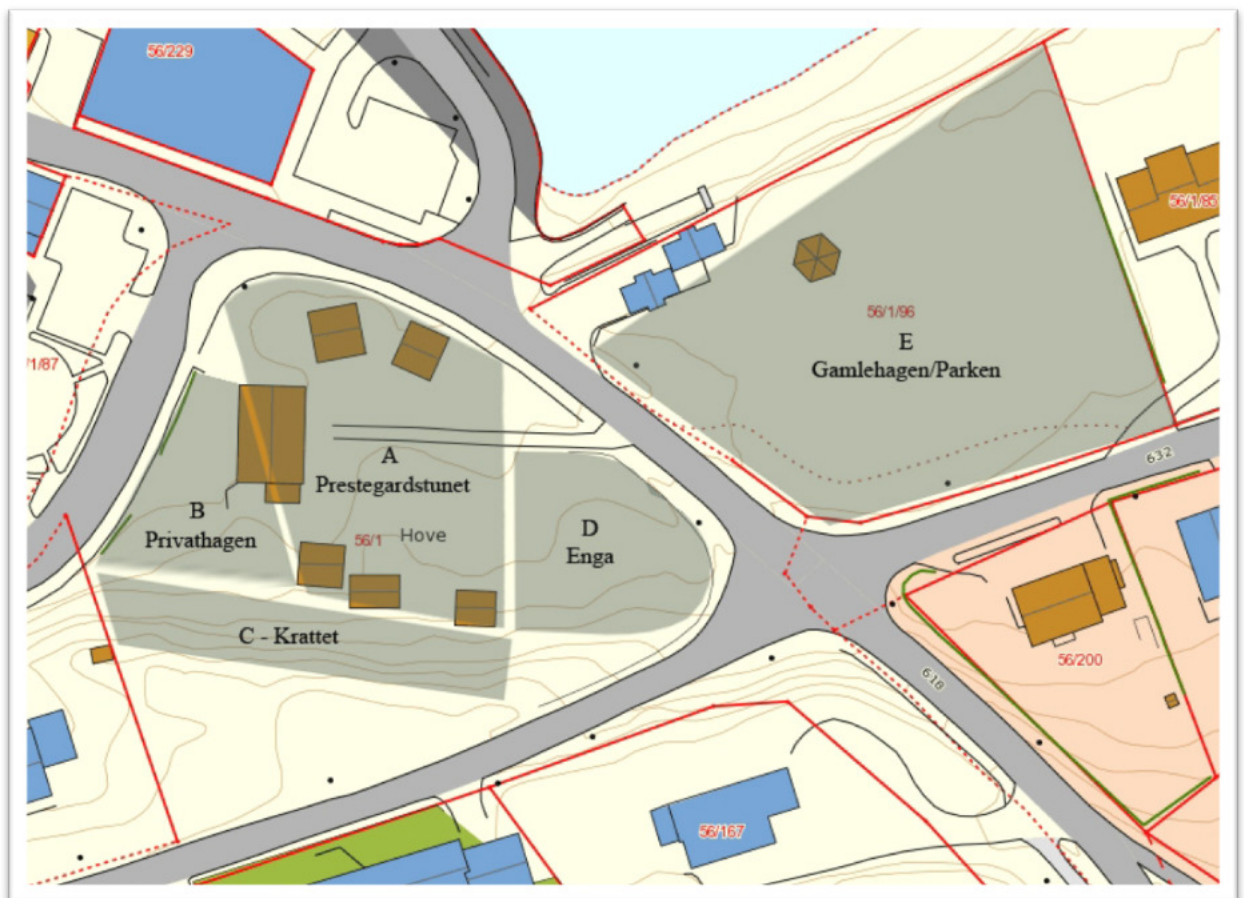 56/229
56/1/85
56/1/96
E
Gamlehagen/Parken
1/87
632
A
Prestegardstunet
B
Privathagen
56/1 Hove
D
Enga
C - Krattet
56/200
618
56/167